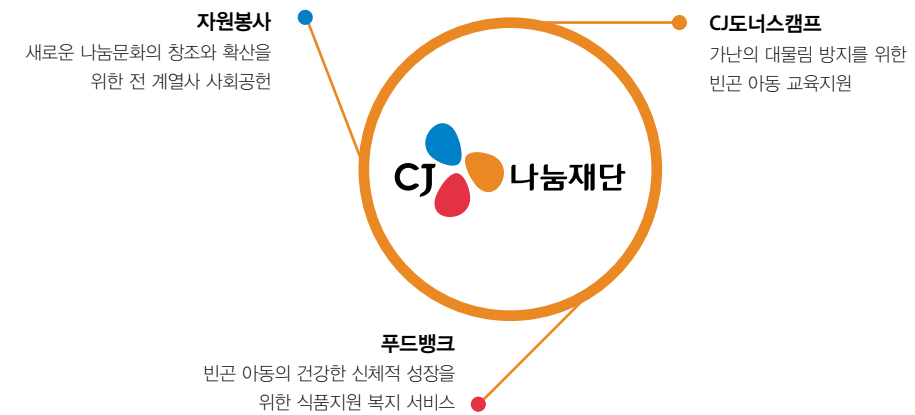 자원봉사
새로운 나눔문화의 창조와 확산을
위한 전 계열사 사회공헌
CJ도너스캠프
가난의 대물림 방지를 위한
빈곤 아동 교육지원
CJ 나눔재단
푸드뱅크
빈곤 아동의 건강한 신체적 성장을
위한 식품지원 복지 서비스